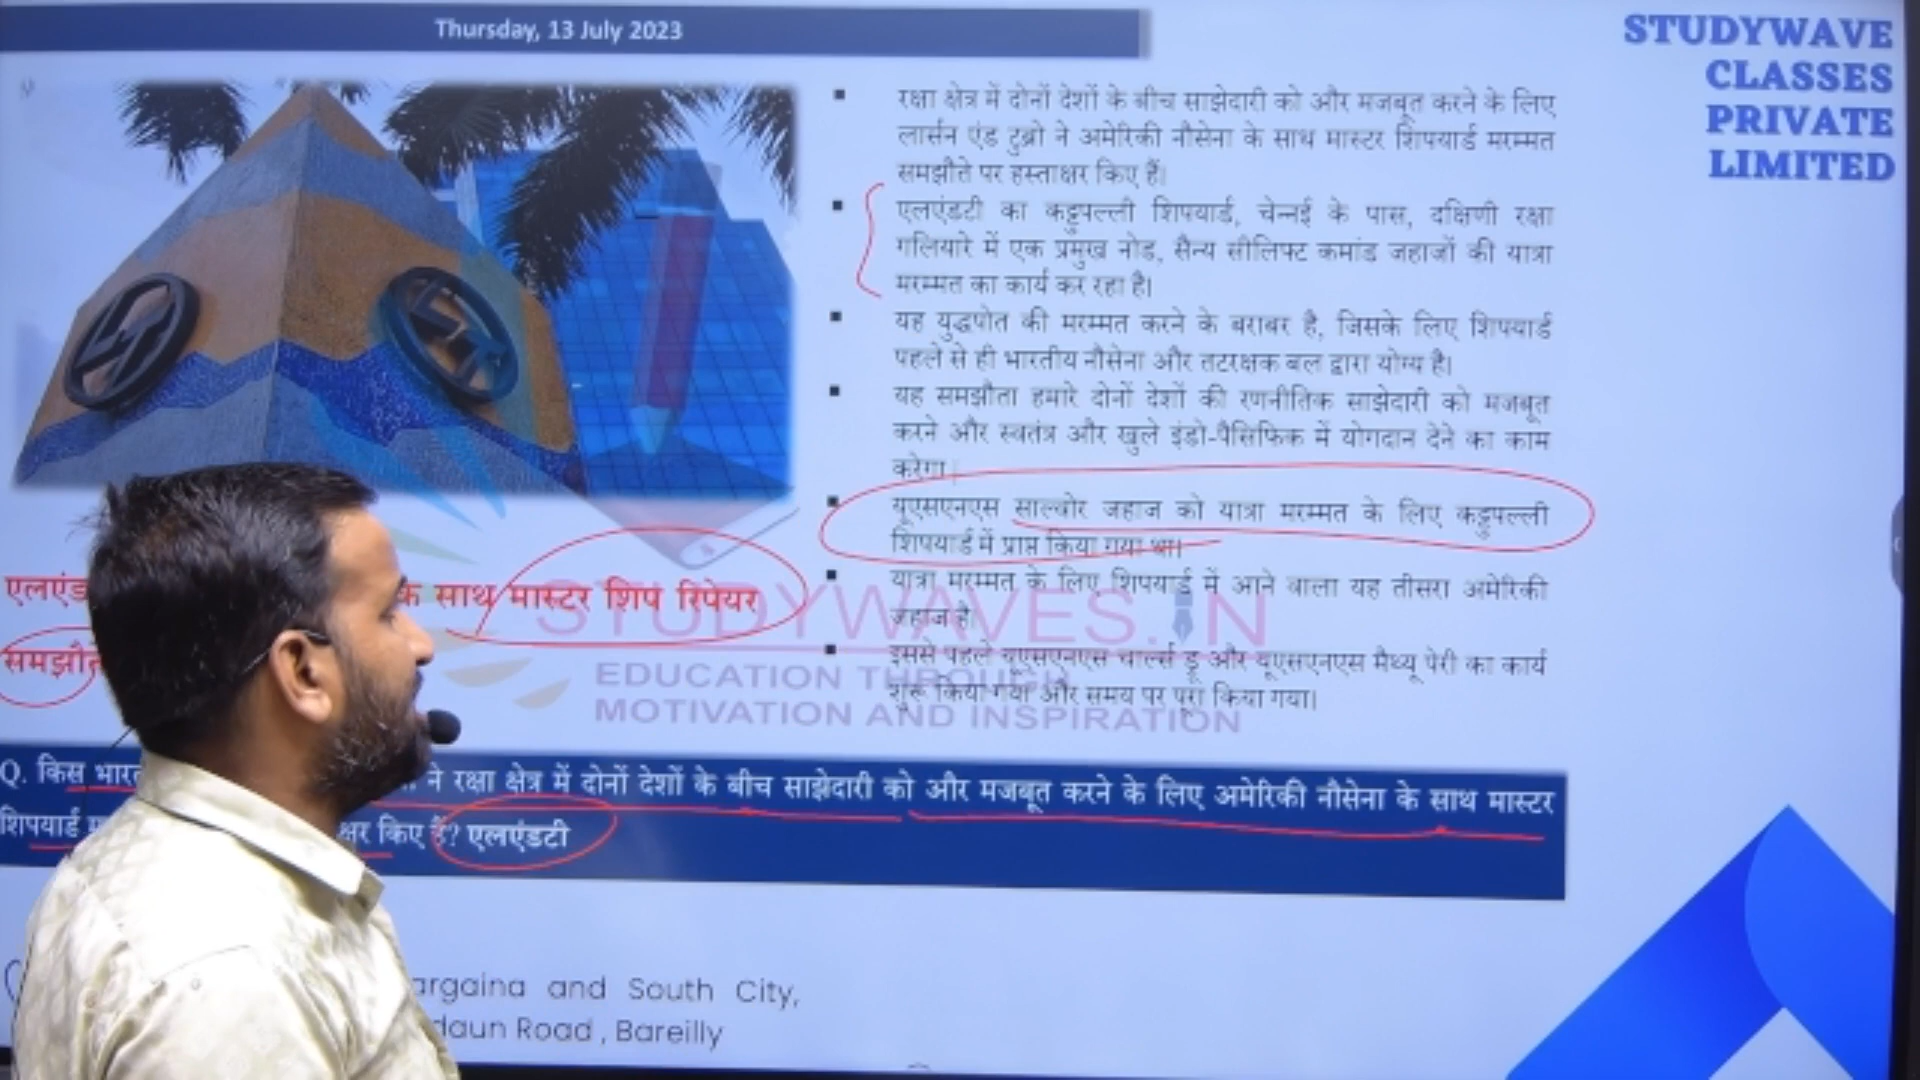 Thursday, 13 July 2023
STUDYWAVE
CLASSES
PRIVATE
LIMITED
रक्षा क्षेत्र में दोनों देशों के बीच साझेदारी को और मजबूत करने के लिए
लार्सन एंड टुब्रो ने अमेरिकी नौसेना के साथ मास्टर शिपयार्ड मरम्मत
समझौते पर हस्ताक्षर किए हैं।
एलएंडटी का कट्टुपल्ली शिपयार्ड, चेन्नई के पास, दक्षिणी रक्षा
गलियारे में एक प्रमुख नोड, सैन्य सीलिफ्ट कमांड जहाजों की यात्रा
मरम्मत का कार्य कर रहा है।
यह युद्धपोत की मरम्मत करने के बराबर है, जिसके लिए शिपयार्ड
पहले से ही भारतीय नौसेना और तटरक्षक बल द्वारा योग्य है।
यह समझौता हमारे दोनों देशों की रणनीतिक साझेदारी को मजबूत
करने और स्वतंत्र और खुले इंडो-पैसिफिक में योगदान देने का काम
करेगा।
यूएसएनएस साल्वोर जहाज को यात्रा मरम्मत के लिए कट्टुपल्ली
शिपयार्ड में प्राप्त किया गया था।
यात्रा मरम्मत के लिए शिपयार्ड में आने वाला यह तीसरा अमेरिकी
जहाज है।
इससे पहले यूएसएनएस चार्ल्स ड्रू और यूएसएनएस मैथ्यू पेरी का कार्य
शुरू किया गया और समय पर पूरा किया गया।
के साथ मास्टर शिप रिपेयर
STUDYWAVES.IN
EDUCATION THROUGH
MOTIVATION AND INSPIRATION
Q. किस ने रक्षा क्षेत्र में दोनों देशों के बीच साझेदारी को और मजबूत करने के लिए अमेरिकी नौसेना के साथ मास्टर
शिपयार्ड किए हैं? एलएंडटी
and South City,
Road , Bareilly